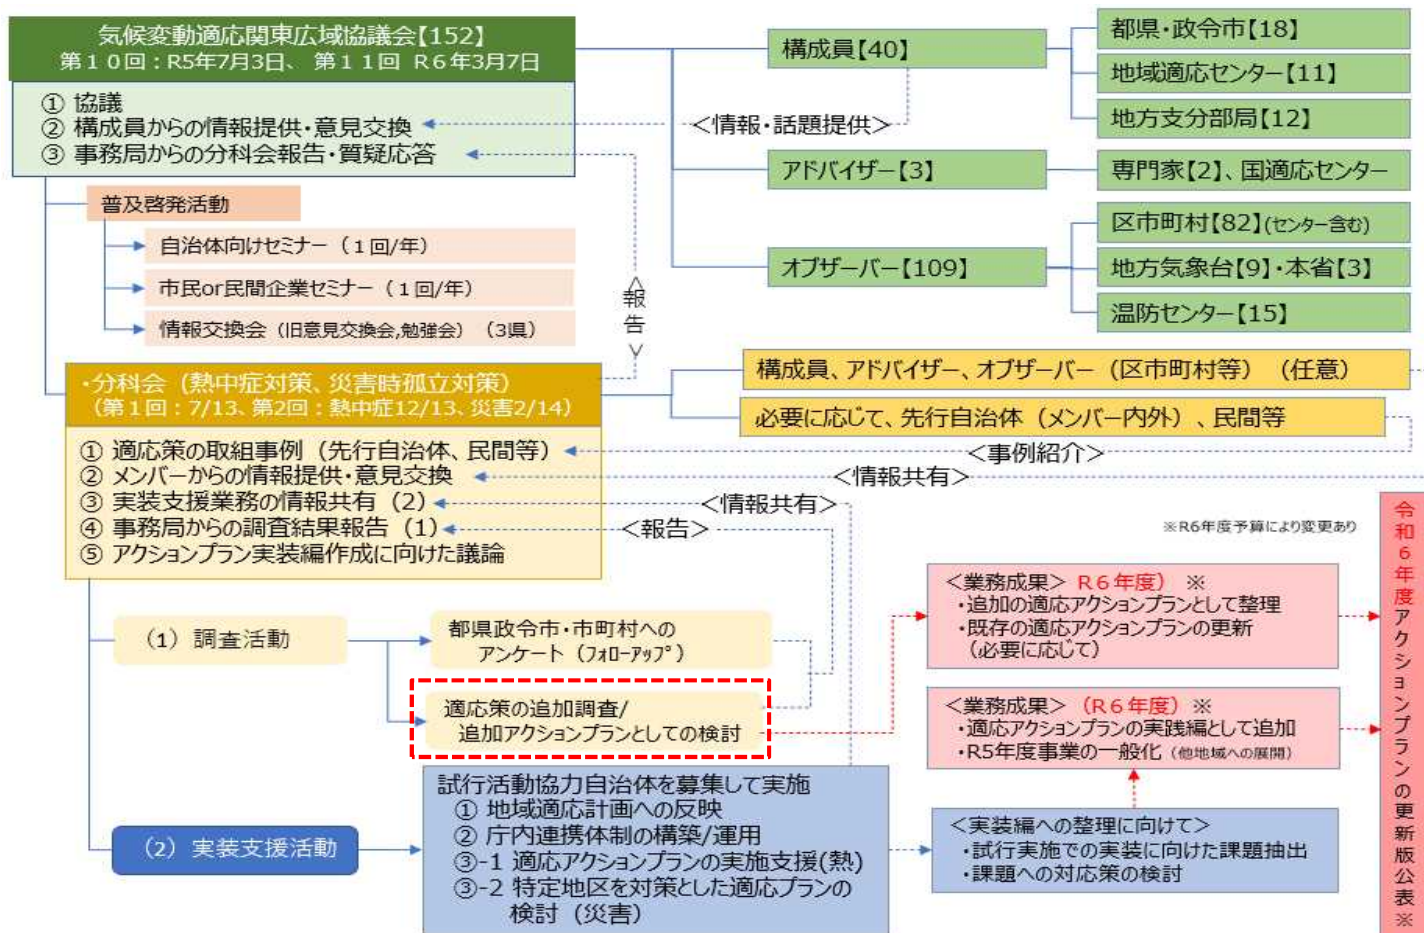 気候変動適応関東広域協議会【152】
第１０回：R5年7月3日、 第１１回 R６年3月7日
① 協議
② 構成員からの情報提供・意見交換
③ 事務局からの分科会報告・質疑応答
構成員【40】
都県・政令市【18】
地域適応センター【11】
地方支分部局【12】
＜情報・話題提供＞
アドバイザー【3】
専門家【2】、国適応センター
オブザーバー【109】
区市町村【82】(センター含む)
地方気象台【9】・本省【3】
温防センター【15】
普及啓発活動
自治体向けセミナー（１回/年）
市民or民間企業セミナー（１回/年）
情報交換会（旧意見交換会,勉強会）（3県）
＜報告＞
・分科会（熱中症対策、災害時孤立対策）
（第１回：7/13、第2回：熱中症12/13、災害2/14）
① 適応策の取組事例（先行自治体、民間等）
② メンバーからの情報提供・意見交換
③ 実装支援業務の情報共有（2）
④ 事務局からの調査結果報告（1）
⑤ アクションプラン実装編作成に向けた議論
構成員、アドバイザー、オブザーバー（区市町村等）（任意）
必要に応じて、先行自治体（メンバー内外）、民間等
＜事例紹介＞
＜情報共有＞
＜情報共有＞
＜報告＞
※R6年度予算により変更あり
（1）調査活動
都県政令市・市町村への
アンケート（ﾌｫﾛｰｱｯﾌﾟ）
適応策の追加調査/
追加アクションプランとしての検討
＜業務成果＞ R６年度） ※
・追加の適応アクションプランとして整理
・既存の適応アクションプランの更新
（必要に応じて）
＜業務成果＞（R６年度） ※
・適応アクションプランの実践編として追加
・R5年度事業の一般化（他地域への展開）
（2）実装支援活動
試行活動協力自治体を募集して実施
① 地域適応計画への反映
② 庁内連携体制の構築/運用
③-1 適応アクションプランの実施支援(熱)
③-2 特定地区を対策とした適応プランの
検討（災害）
＜実装編への整理に向けて＞
・試行実施での実装に向けた課題抽出
・課題への対応策の検討
令和６年度アクションプランの更新版公表※